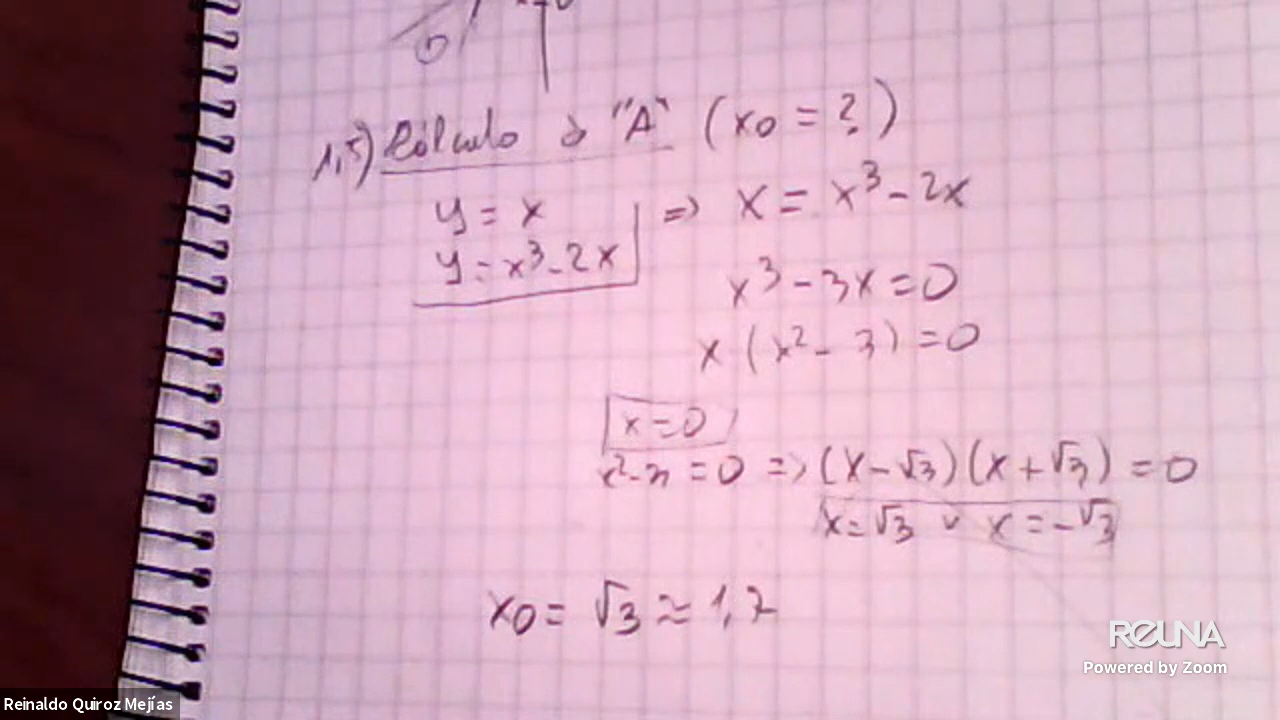 1,5) Cálculo d "A" (x0 = ?)
y = x => x = x³ - 2x
y = x³ - 2x
x³ - 3x = 0
x (x² - 3) = 0
x = 0
x² - 3 = 0 => (x - √3)(x + √3) = 0
x = √3 v x = -√3
x0 = √3 ≈ 1,7
REUNA
Powered by Zoom
Reinaldo Quiroz Mejías